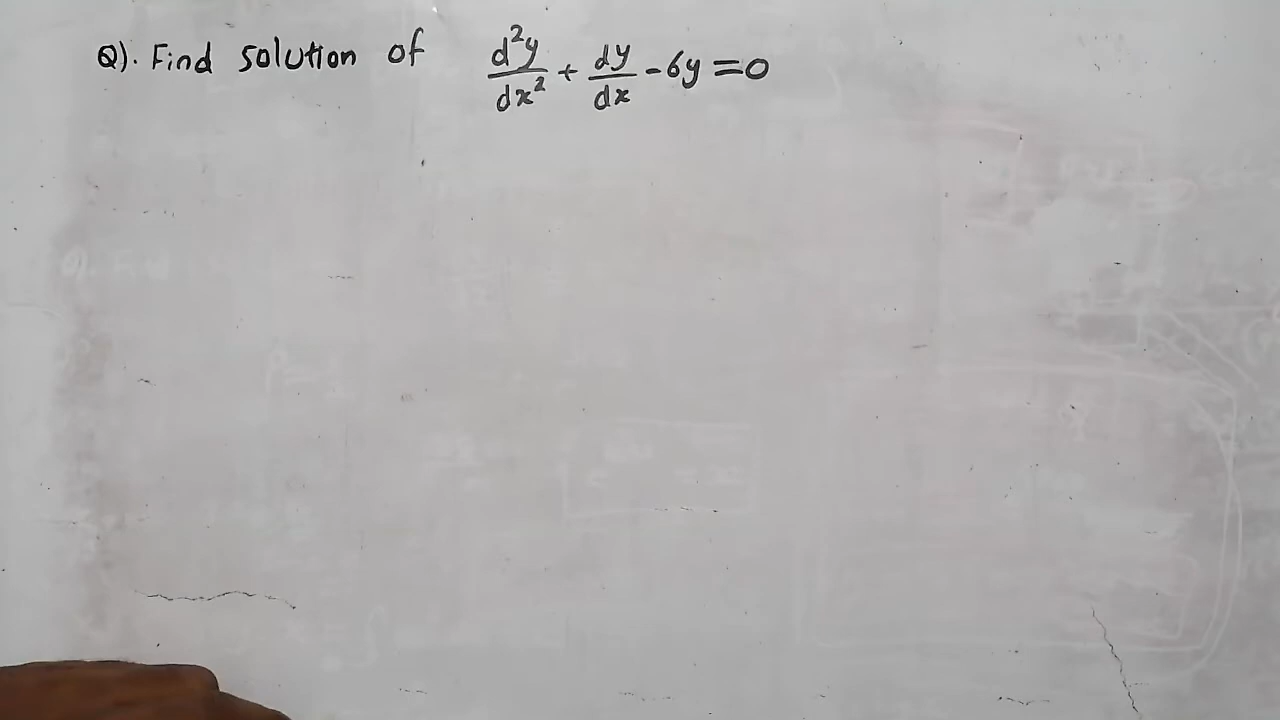 Q). Find solution of d²y/dx² + dy/dx - 6y = 0